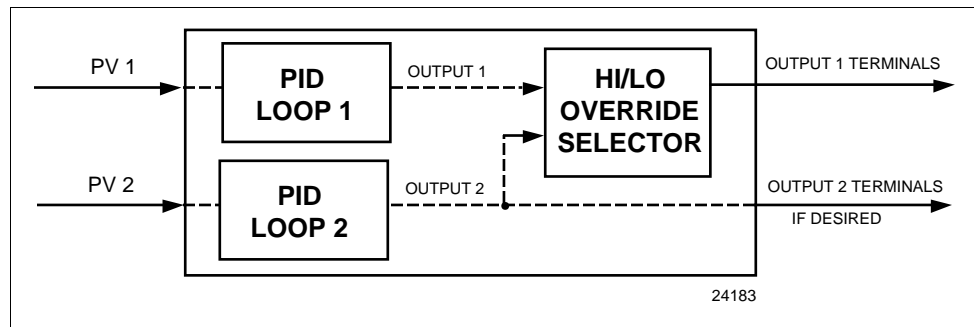 PV 1
PID
LOOP 1
OUTPUT 1
HI/LO
OVERRIDE
SELECTOR
OUTPUT 1 TERMINALS
PV 2
PID
LOOP 2
OUTPUT 2
OUTPUT 2 TERMINALS
IF DESIRED
24183